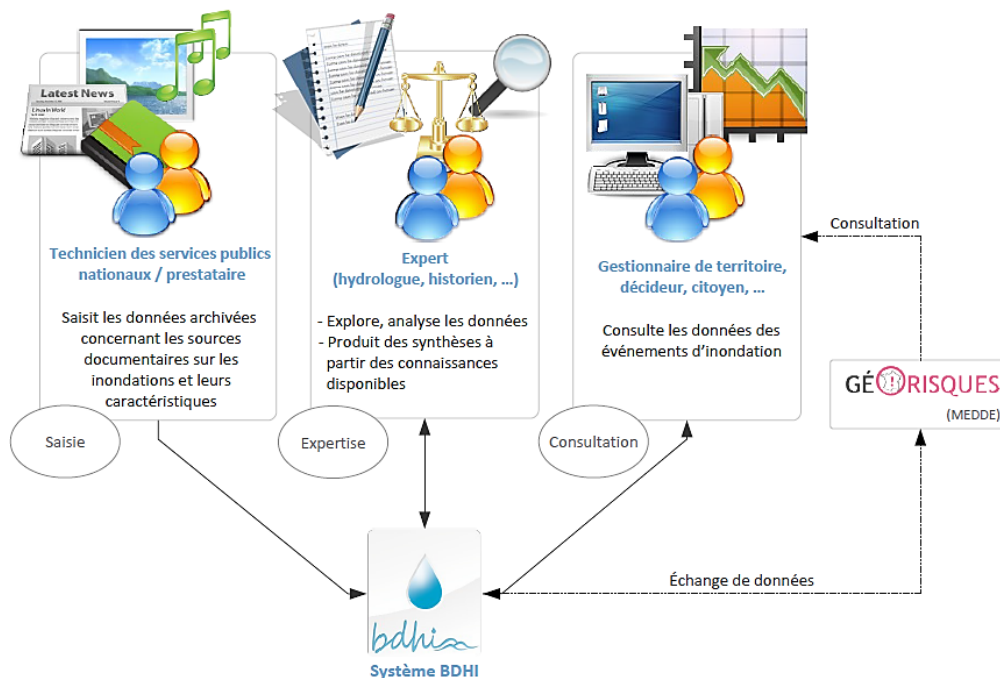 Latest News
Technicien des services publics
nationaux / prestataire
Saisit les données archivées
concernant les sources
documentaires sur les
inondations et leurs
caractéristiques
Saisie
Expert
(hydrologue, historien, ...)
- Explore, analyse les données
- Produit des synthèses à
partir des connaissances
disponibles
Expertise
Gestionnaire de territoire,
décideur, citoyen, ...
Consulte les données des
événements d'inondation
Consultation
Consultation
GÉORISQUES
(MEDDE)
Échange de données
bdhi
Système BDHI